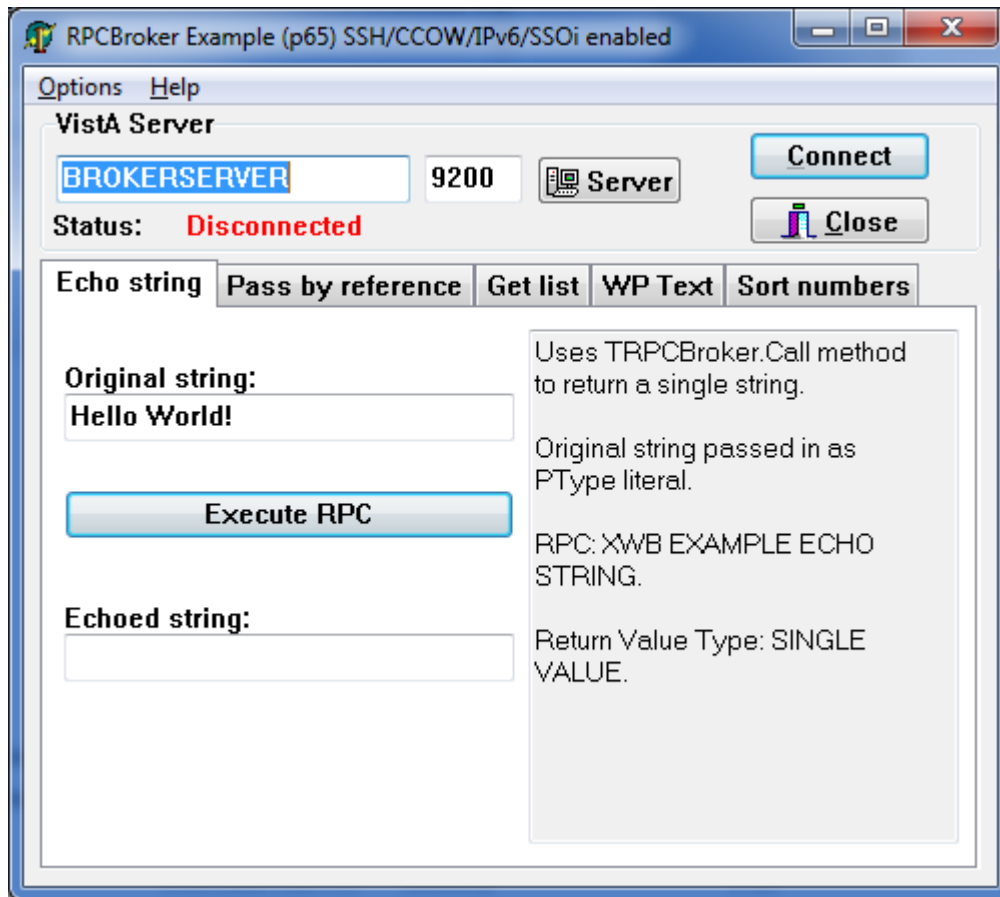 RPCBroker Example (p65) SSH/CCOW/IPv6/SSOi enabled
Options Help
VistA Server
BROKERSERVER 9200 Server Connect
Status: Disconnected Close
Echo string Pass by reference Get list WP Text Sort numbers
Original string:
Hello World!
Execute RPC
Echoed string:
Uses TRPCBroker.Call method
to return a single string.
Original string passed in as
PType literal.
RPC: XWB EXAMPLE ECHO
STRING.
Return Value Type: SINGLE
VALUE.